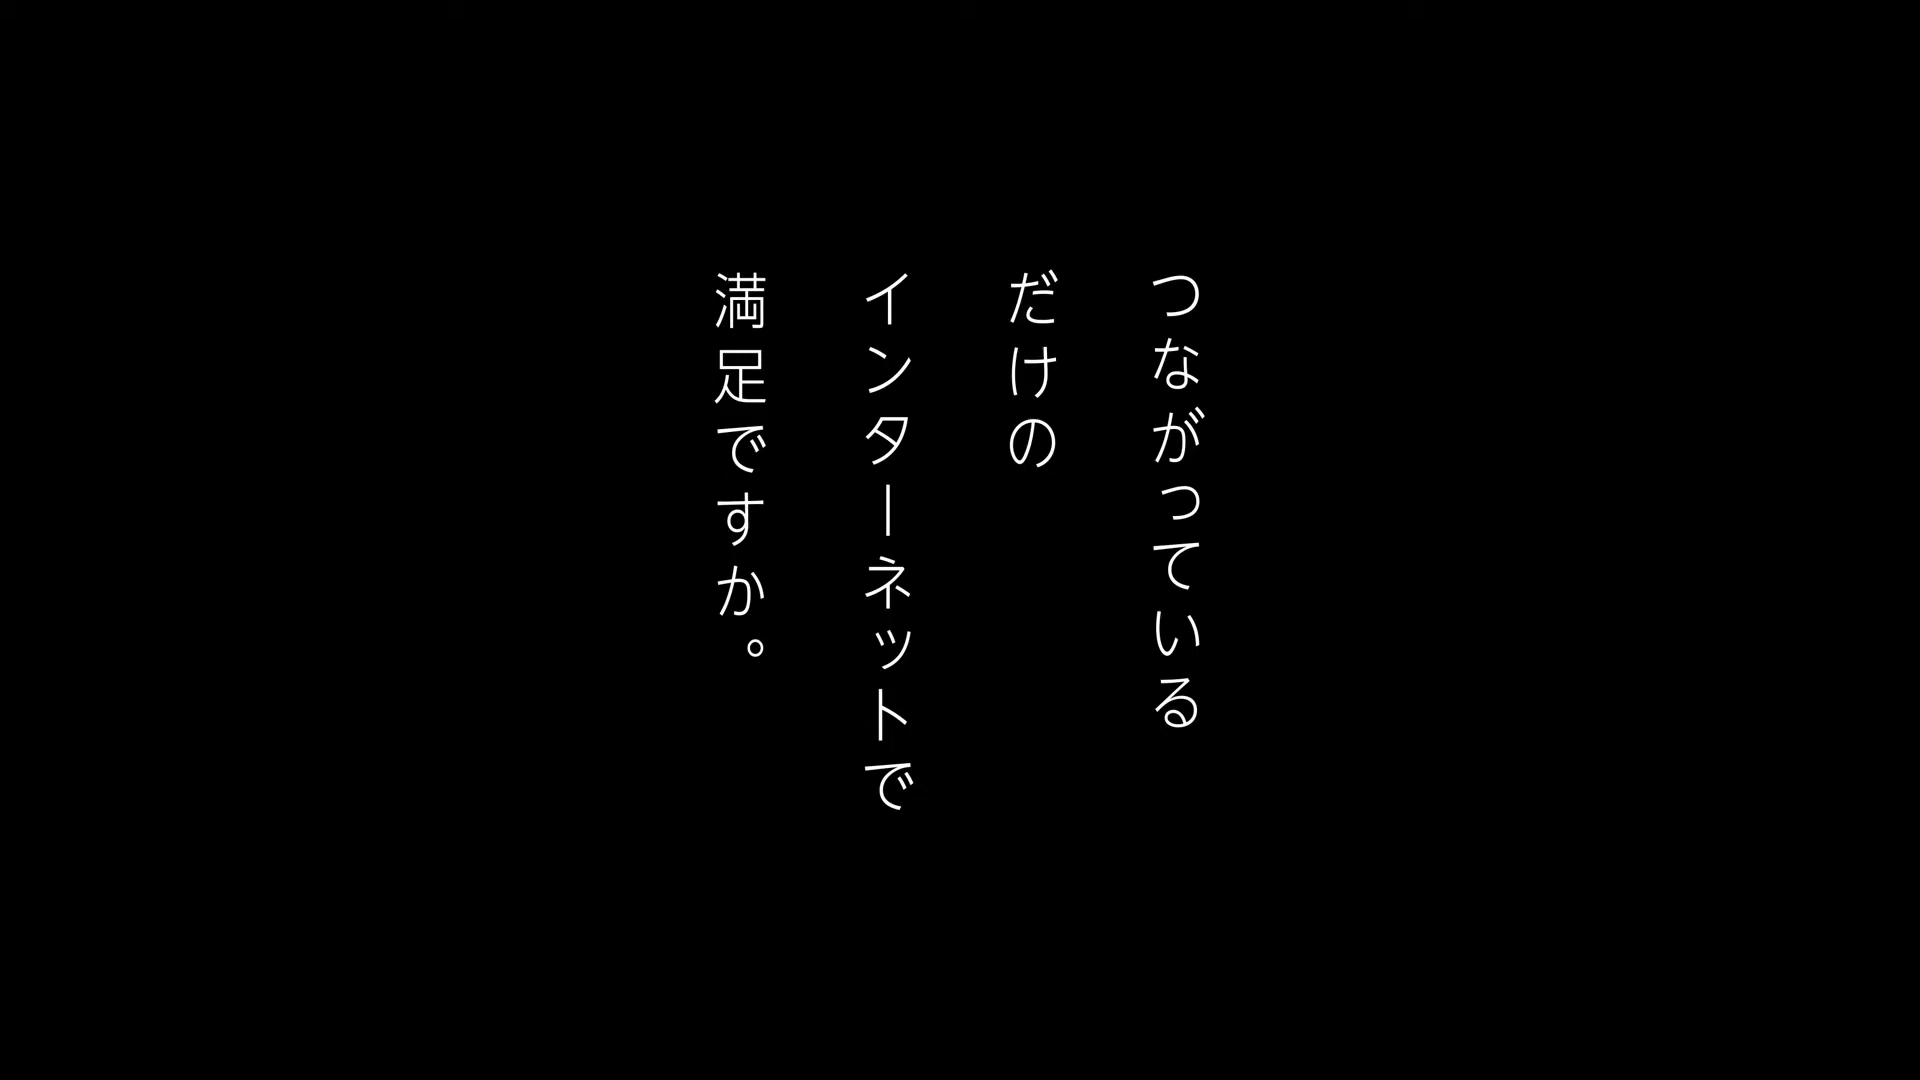 つながっている
だけの
インターネットで
満足ですか。